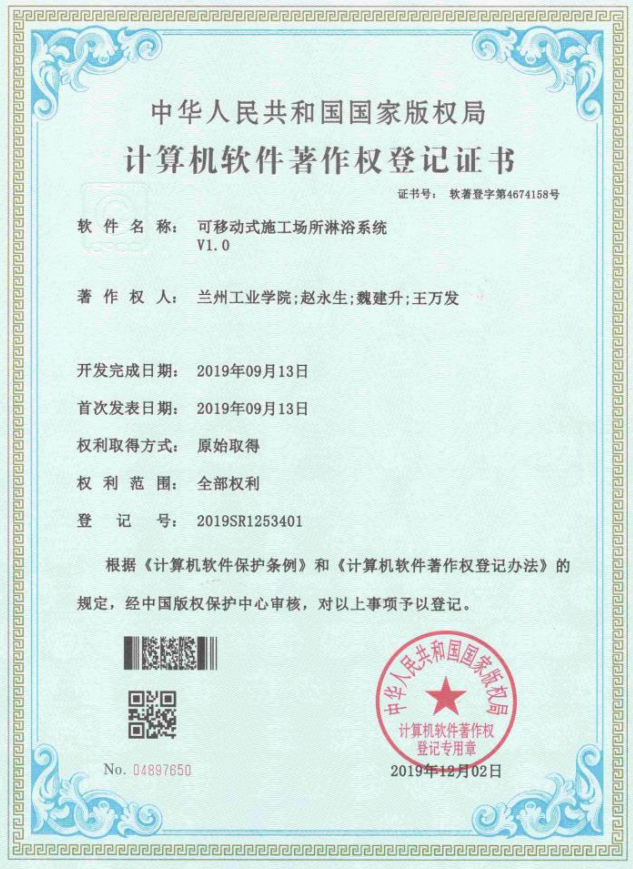 中华人民共和国国家版权局
计算机软件著作权登记证书
证书号： 软著登字第4674158号
软件名称： 可移动式施工场所淋浴系统
V1.0
著作权人： 兰州工业学院;赵永生;魏建升;王万发
开发完成日期： 2019年09月13日
首次发表日期： 2019年09月13日
权利取得方式： 原始取得
权利范围： 全部权利
登记号： 2019SR1253401
根据《计算机软件保护条例》和《计算机软件著作权登记办法》的
规定，经中国版权保护中心审核，对以上事项予以登记。
中华人民共和国国家版权局
计算机软件著作权
登记专用章
No. 04897650
2019年12月02日